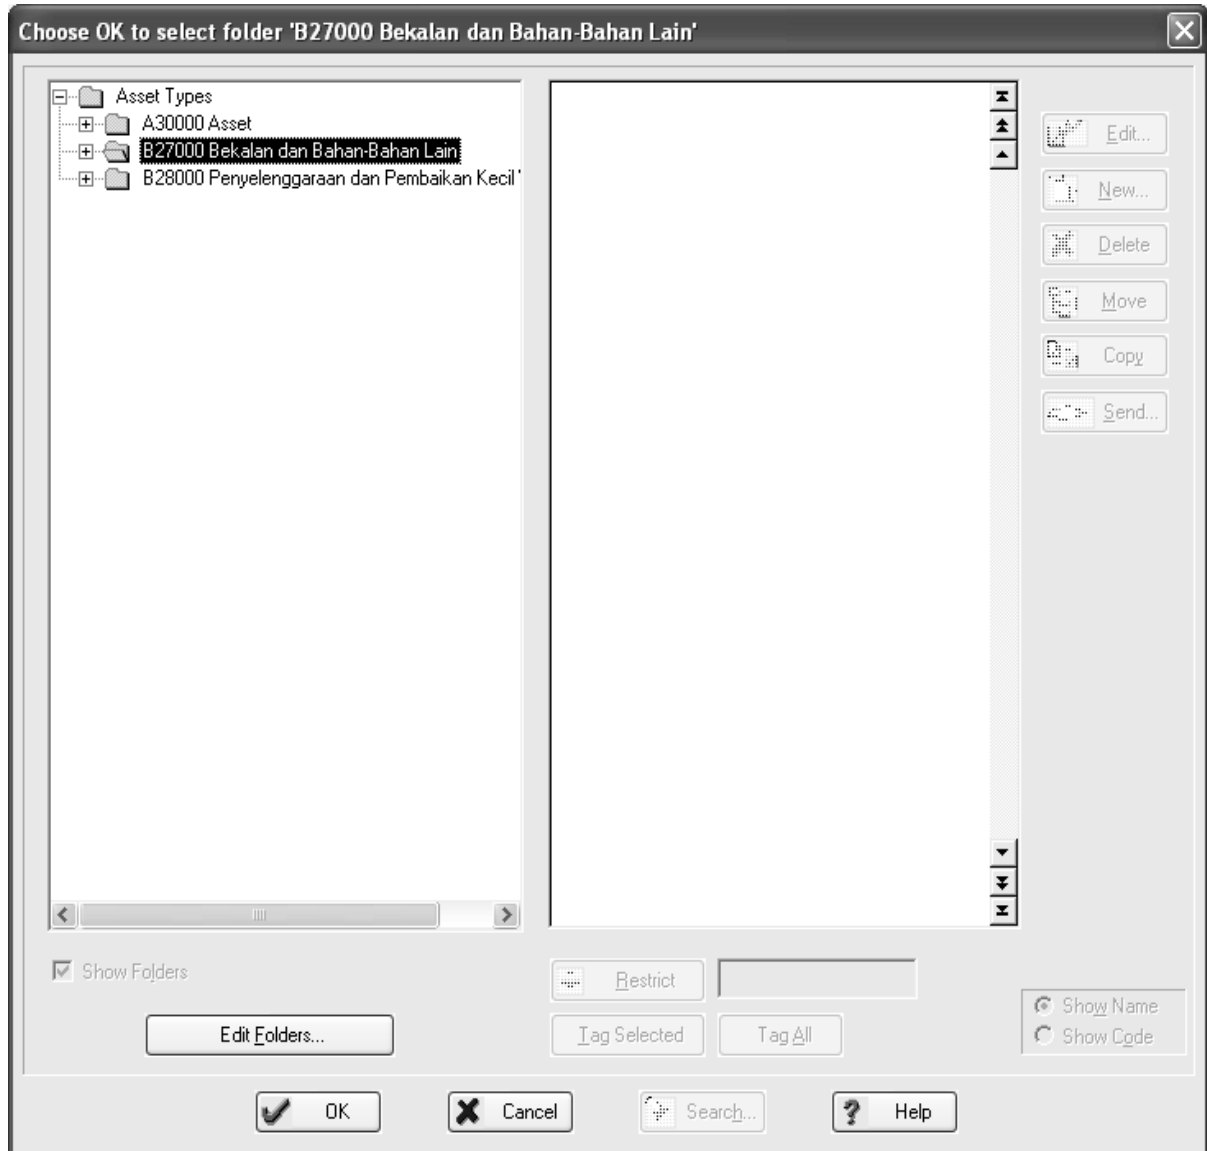 Choose OK to select folder 'B27000 Bekalan dan Bahan-Bahan Lain'
Asset Types
A30000 Asset
B27000 Bekalan dan Bahan-Bahan Lain
B28000 Penyelenggaraan dan Pembaikan Kecil '
Edit...
New...
Delete
Move
Copy
Send...
Show Folders
Restrict
Show Name
Edit Folders...
Tag Selected
Tag All
Show Code
OK
Cancel
Search...
Help